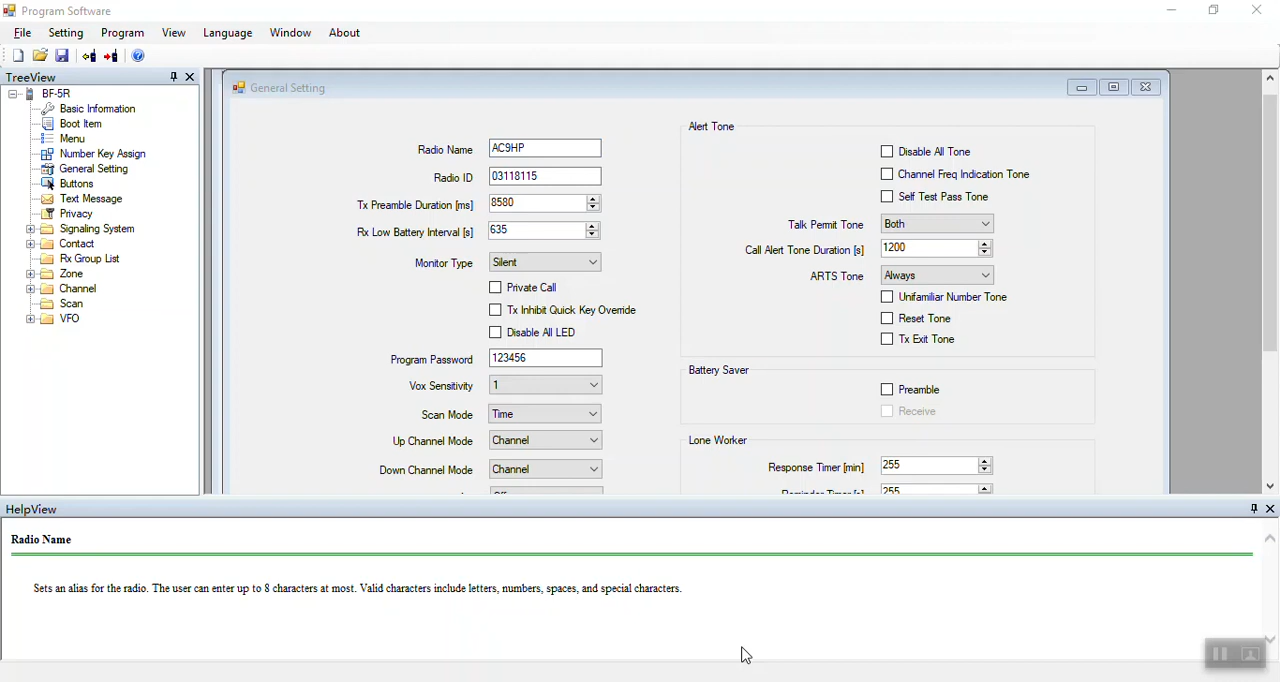 Program Software
File Setting Program View Language Window About
TreeView
BF-5R
Basic Information
Boot Item
Menu
Number Key Assign
General Setting
Buttons
Text Message
Privacy
Signaling System
Contact
Rx Group List
Zone
Channel
Scan
VFO
General Setting
Radio Name AC9HP
Radio ID 03118115
Tx Preamble Duration [ms] 8580
Rx Low Battery Interval [s] 635
Monitor Type Silent
Private Call
Tx Inhibit Quick Key Override
Disable All LED
Program Password 123456
Vox Sensitivity 1
Scan Mode Time
Up Channel Mode Channel
Down Channel Mode Channel
Alert Tone
Disable All Tone
Channel Freq Indication Tone
Self Test Pass Tone
Talk Permit Tone Both
Call Alert Tone Duration [s] 1200
ARTS Tone Always
Unfamiliar Number Tone
Reset Tone
Tx Exit Tone
Battery Saver
Preamble
Receive
Lone Worker
Response Timer [min] 255
Reminder Timer [s] 255
HelpView
Radio Name
Sets an alias for the radio. The user can enter up to 8 characters at most. Valid characters include letters, numbers, spaces, and special characters.